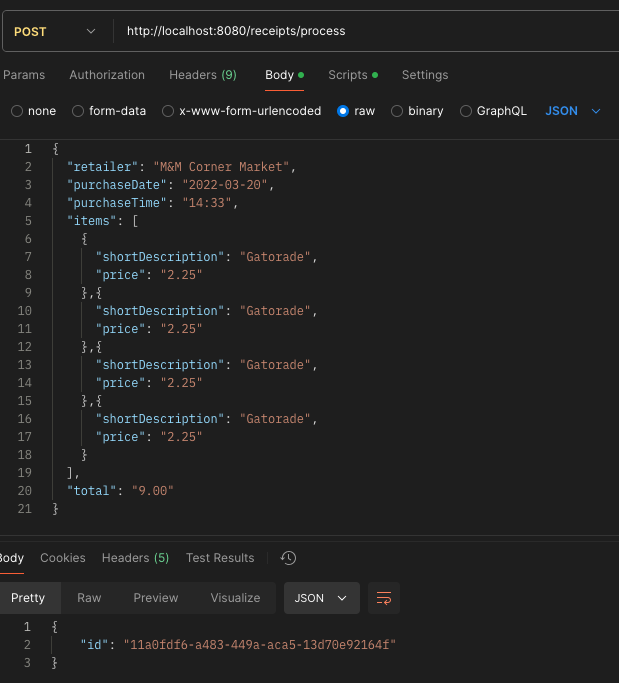 POST http://localhost:8080/receipts/process
Params Authorization Headers (9) Body Scripts Settings
none form-data x-www-form-urlencoded raw binary GraphQL JSON
1 {
2 "retailer": "M&M Corner Market",
3 "purchaseDate": "2022-03-20",
4 "purchaseTime": "14:33",
5 "items": [
6 {
7 "shortDescription": "Gatorade",
8 "price": "2.25"
9 },{
10 "shortDescription": "Gatorade",
11 "price": "2.25"
12 },{
13 "shortDescription": "Gatorade",
14 "price": "2.25"
15 },{
16 "shortDescription": "Gatorade",
17 "price": "2.25"
18 }
19 ],
20 "total": "9.00"
21 }
Body Cookies Headers (5) Test Results
Pretty Raw Preview Visualize JSON
1 {
2 "id": "11a0fdf6-a483-449a-aca5-13d70e92164f"
3 }